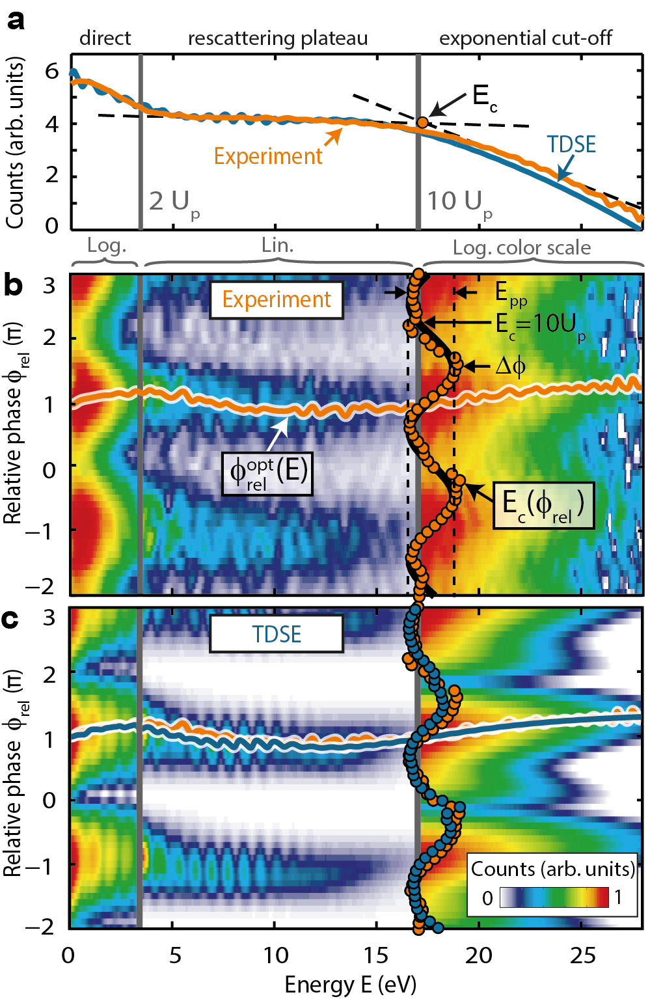 a
direct rescattering plateau exponential cut-off
Counts (arb. units)
6
4
2
0
E_c
Experiment
TDSE
2 U_p
10 U_p
Log. Lin. Log. color scale
b
Relative phase ϕ_rel (π)
3
2
1
0
−1
−2
Experiment
E_pp
E_c=10U_p
Δϕ
ϕ_rel^opt(E)
E_c(ϕ_rel)
c
Relative phase ϕ_rel (π)
3
2
1
0
−1
−2
TDSE
Counts (arb. units)
0 1
0 5 10 15 20 25
Energy E (eV)